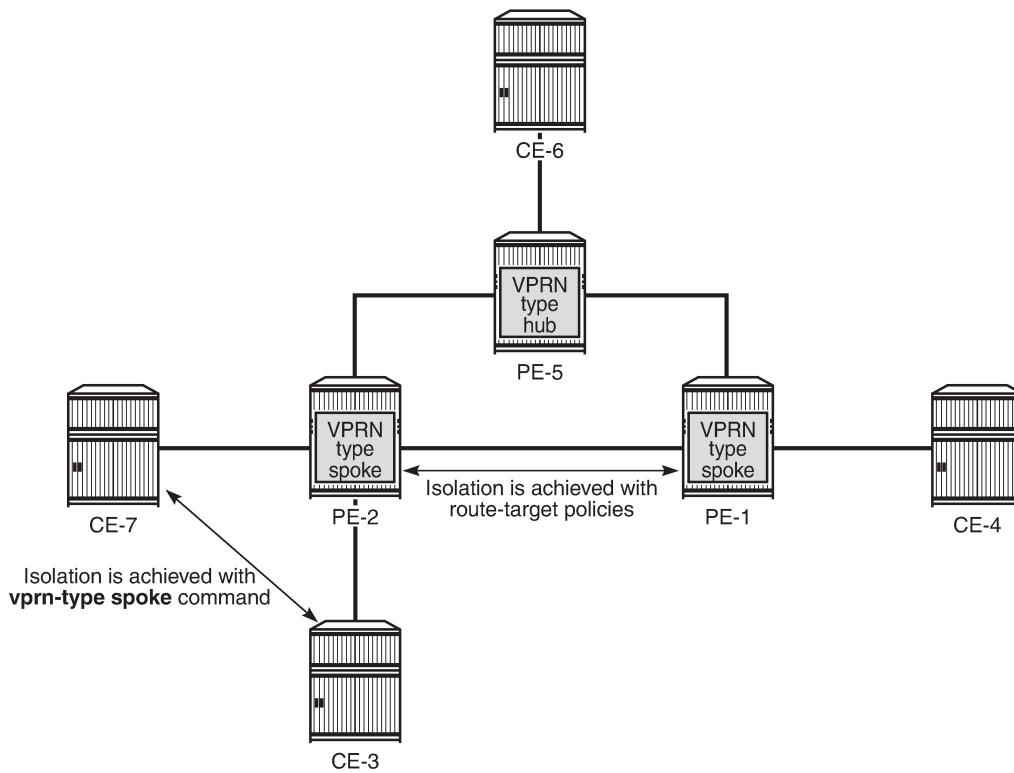 CE-6
VPRN
type
hub
PE-5
VPRN
type
spoke
VPRN
type
spoke
Isolation is achieved with
route-target policies
CE-7
PE-2
PE-1
CE-4
Isolation is achieved with
vprn-type spoke command
CE-3